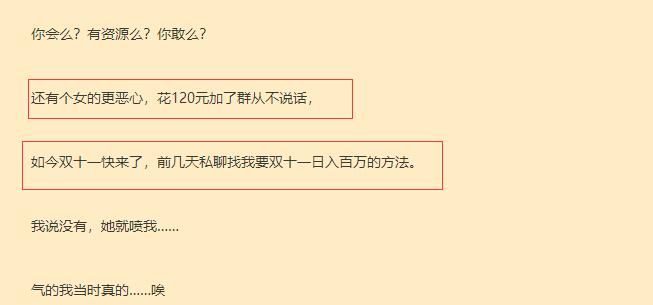 你会么？有资源么？你敢么？
还有个女的更恶心，花120元加了群从不说话，
如今双十一快来了，前几天私聊找我要双十一日入百万的方法。
我说没有，她就喷我......
气的我当时真的......唉